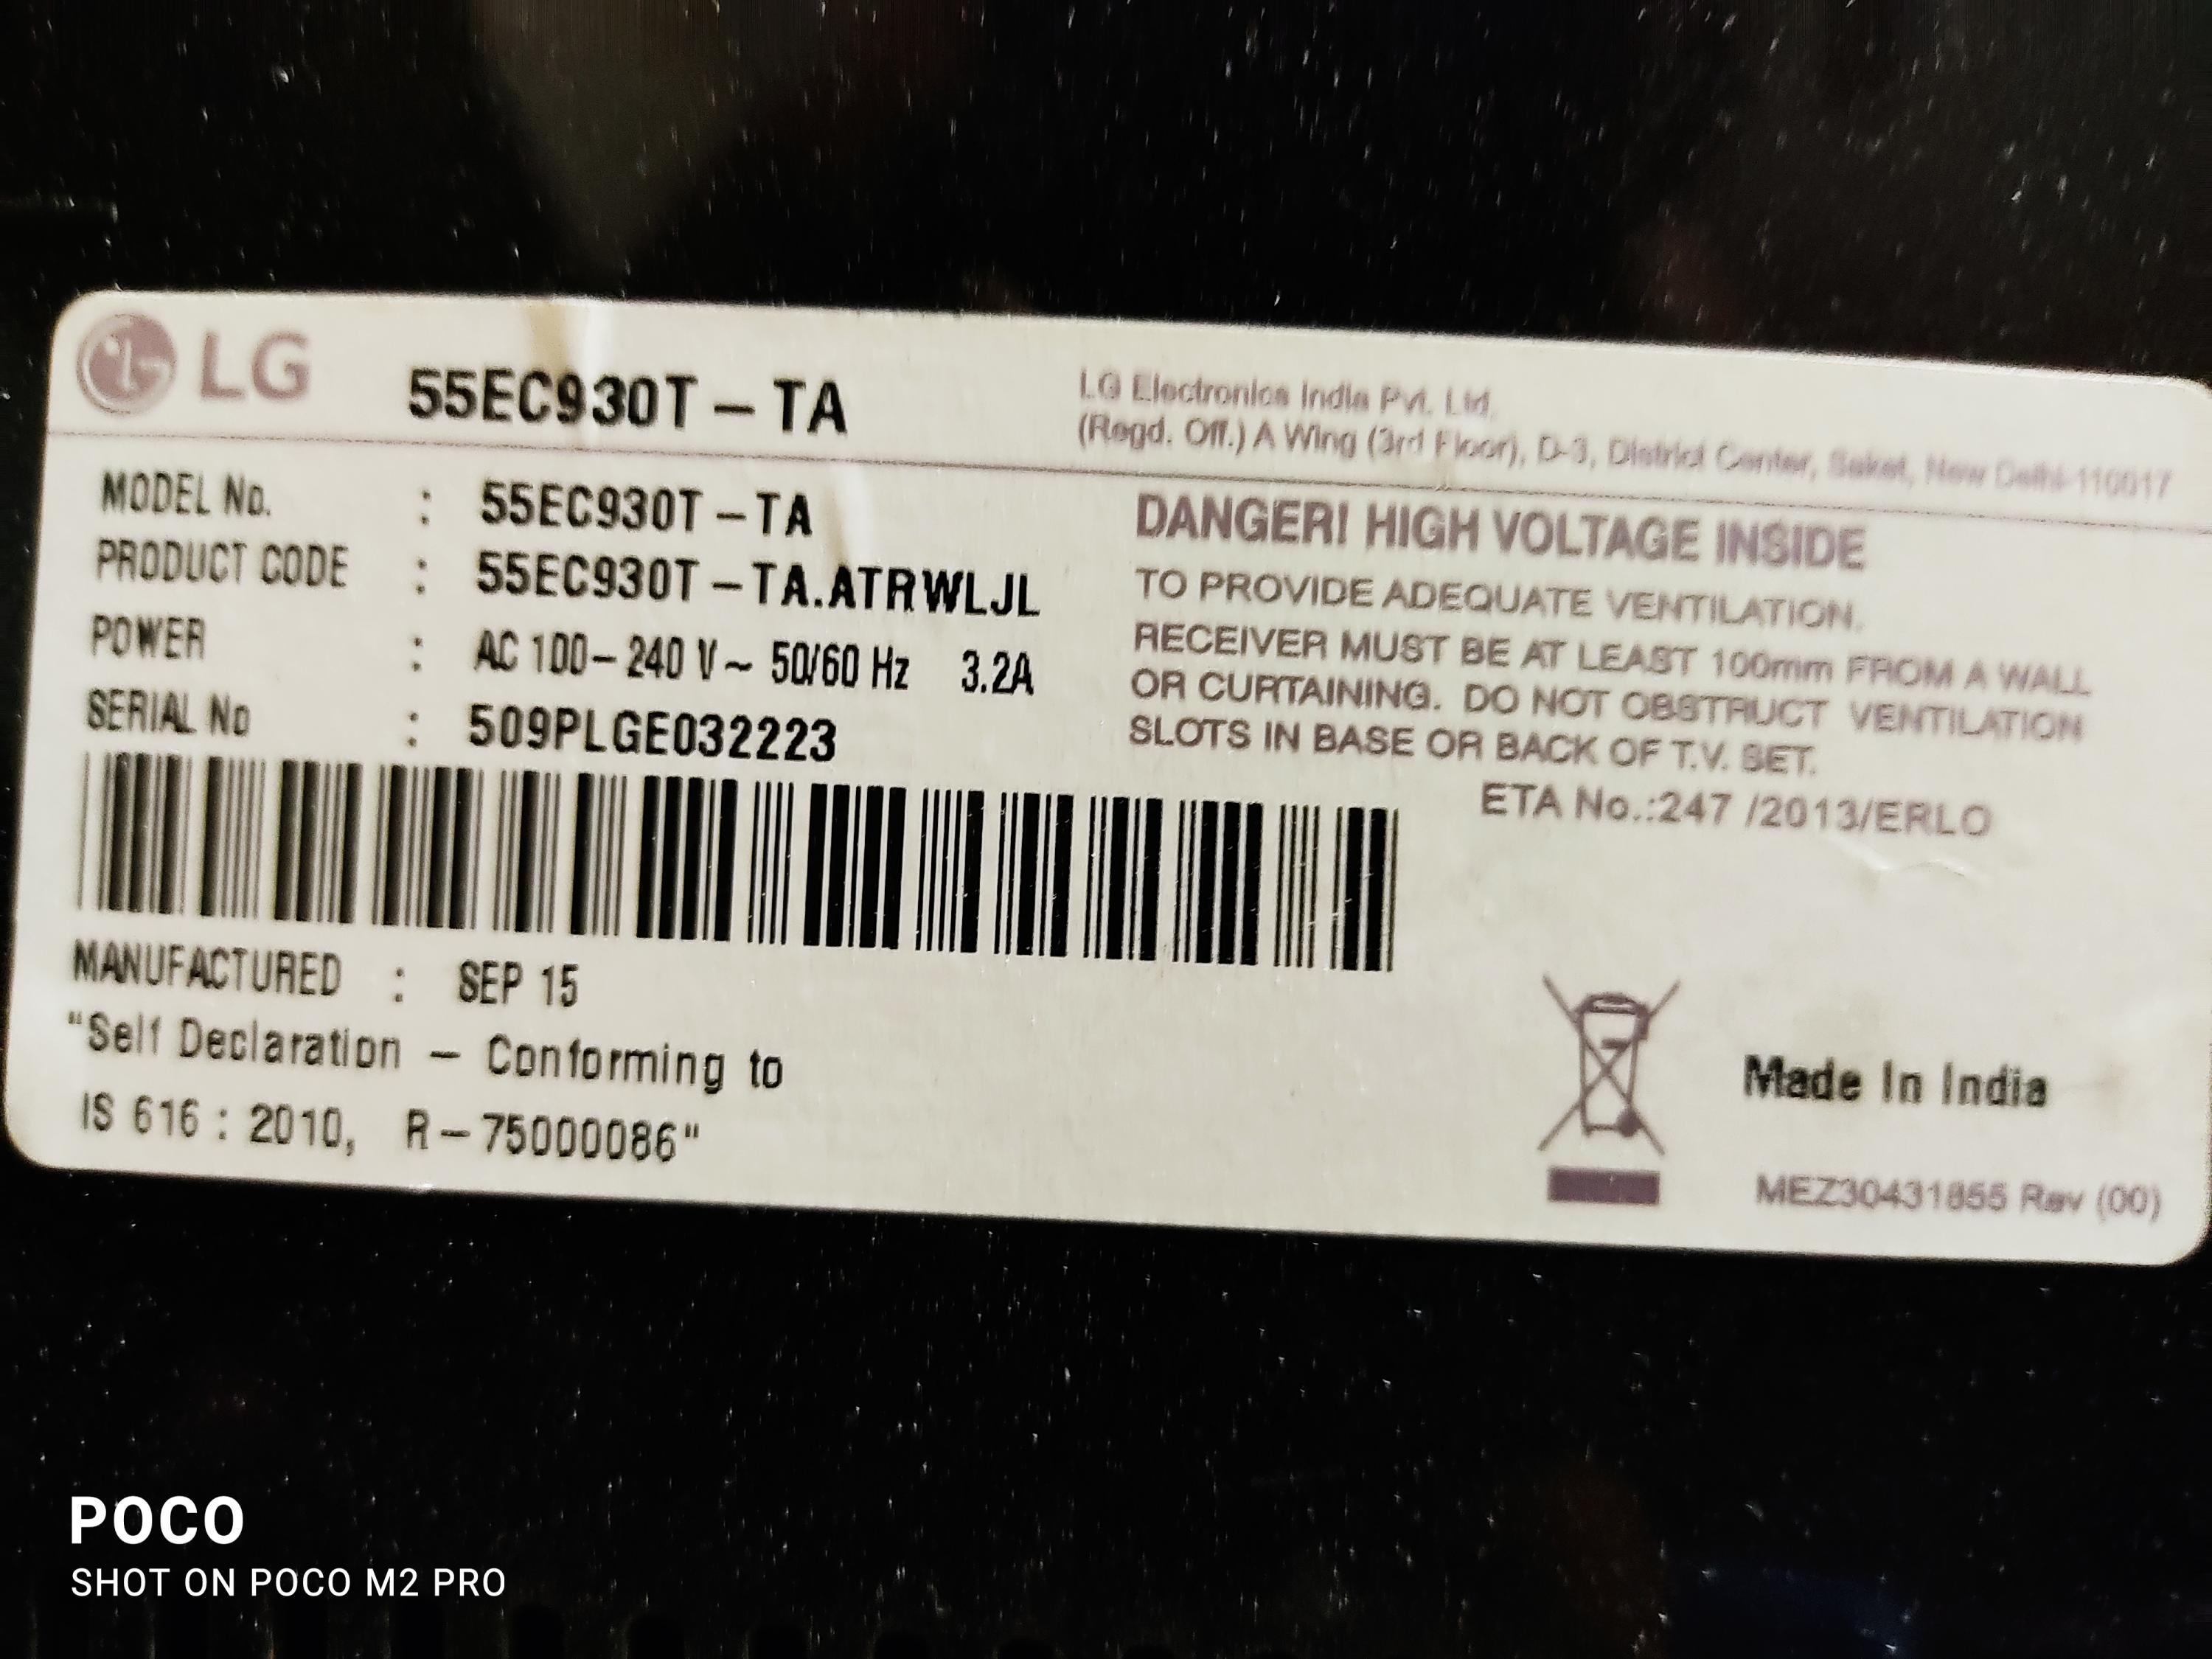 LG 55EC930T-TA
LG Electronics India Pvt. Ltd.
(Regd. Off.) A Wing (3rd Floor), D-3, District Center, Saket, New Delhi-110017
MODEL No. : 55EC930T-TA
PRODUCT CODE : 55EC930T-TA.ATRWLJL
POWER : AC 100-240 V~ 50/60 Hz 3.2A
SERIAL No : 509PLGE032223
DANGER! HIGH VOLTAGE INSIDE
TO PROVIDE ADEQUATE VENTILATION.
RECEIVER MUST BE AT LEAST 100mm FROM A WALL
OR CURTAINING. DO NOT OBSTRUCT VENTILATION
SLOTS IN BASE OR BACK OF T.V. SET.
ETA No.:247 /2013/ERLO
MANUFACTURED : SEP 15
"Self Declaration - Conforming to
IS 616 : 2010, R-75000086"
Made In India
MEZ30431855 Rev (00)
POCO
SHOT ON POCO M2 PRO